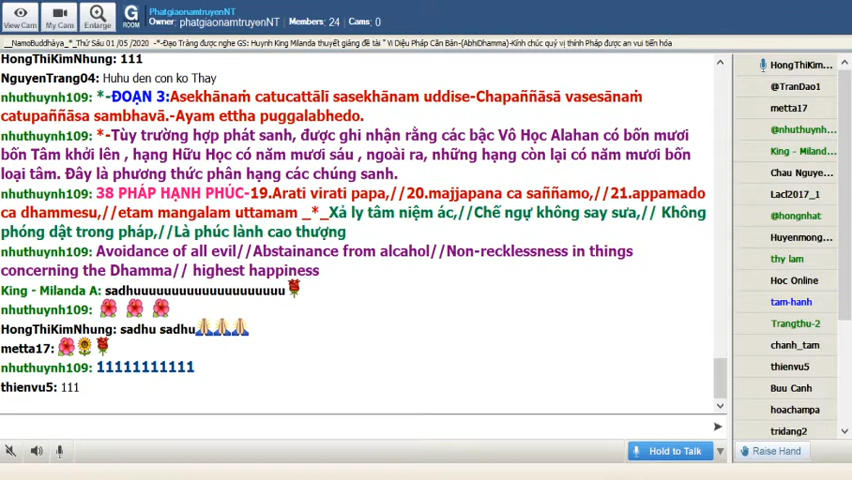 View Cam
My Cam
Enlarge
G
ROOM
PhatgiaonamtruyenNT
Owner: phatgiaonamtruyenNT Members: 24 Cams: 0
__NamoBuddhàya_*_Thứ Sáu 01 /05 /2020 -*-Đạo Tràng được nghe GS: Huynh King Milanda thuyết giảng đề tài " Vi Diệu Pháp Căn Bản-(AbhiDhamma)-Kính chúc quý vị thính Pháp được an vui tiến hóa
HongThiKimNhung: 111
NguyenTrang04: Huhu den con ko Thay
nhuthuynh109: *-ĐOẠN 3:Asekhānaṁ catucattālī sasekhānam uddise-Chapaññāsā vasesānaṁ
catupaññāsa sambhavā.-Ayam ettha puggalabhedo.
nhuthuynh109: *-Tùy trường hợp phát sanh, được ghi nhận rằng các bậc Vô Học Alahan có bốn mươi
bốn Tâm khởi lên , hạng Hữu Học có năm mươi sáu , ngoài ra, những hạng còn lại có năm mươi bốn
loại tâm. Đây là phương thức phân hạng các chúng sanh.
nhuthuynh109: 38 PHÁP HẠNH PHÚC-19.Arati virati papa,//20.majjapana ca saññamo,//21.appamado
ca dhammesu,//etam mangalam uttamam _*_Xả ly tâm niệm ác,//Chế ngự không say sưa,// Không
phóng dật trong pháp,//Là phúc lành cao thượng
nhuthuynh109: Avoidance of all evil//Abstainance from alcahol//Non-recklessness in things
concerning the Dhamma// highest happiness
King - Milanda A: sadhuuuuuuuuuuuuuuuuuuuuu
nhuthuynh109:
HongThiKimNhung: sadhu sadhu
metta17:
nhuthuynh109: 11111111111
thienvu5: 111
HongThiKim...
@TranDao1
metta17
@nhuthuynh...
King - Miland...
Chau Nguye...
Lacl2017_1
@hongnhat
Huyenmong...
thy lam
Hoc Online
tam-hanh
Trangthu-2
chanh_tam
thienvu5
Buu Canh
hoachampa
tridang2
Hold to Talk
Raise Hand